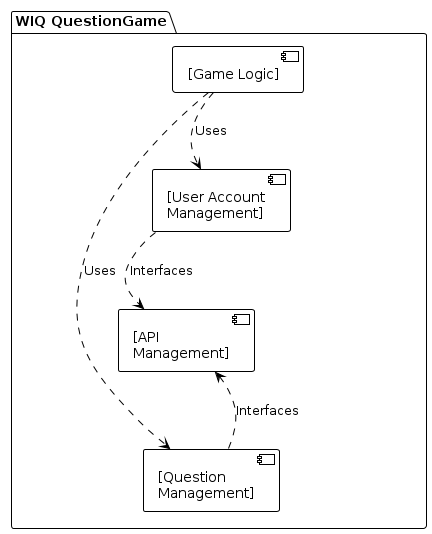 WIQ QuestionGame
[Game Logic]
Uses
[User Account
Management]
Uses
Interfaces
[API
Management]
Interfaces
[Question
Management]